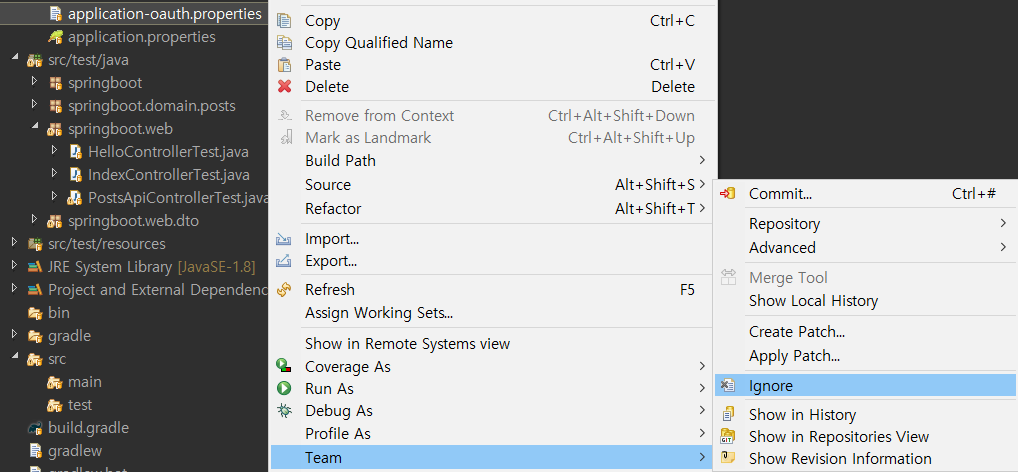 application-oauth.properties
application.properties
src/test/java
springboot
springboot.domain.posts
springboot.web
HelloControllerTest.java
IndexControllerTest.java
PostsApiControllerTest.java
springboot.web.dto
src/test/resources
JRE System Library [JavaSE-1.8]
Project and External Dependenc
bin
gradle
src
main
test
build.gradle
gradlew
gradlew.bat
Copy Ctrl+C
Copy Qualified Name
Paste Ctrl+V
Delete Delete
Remove from Context Ctrl+Alt+Shift+Down
Mark as Landmark Ctrl+Alt+Shift+Up
Build Path
Source Alt+Shift+S
Refactor Alt+Shift+T
Import...
Export...
Refresh F5
Assign Working Sets...
Show in Remote Systems view
Coverage As
Run As
Debug As
Profile As
Team
Commit... Ctrl+#
Repository
Advanced
Merge Tool
Show Local History
Create Patch...
Apply Patch...
Ignore
Show in History
Show in Repositories View
Show Revision Information